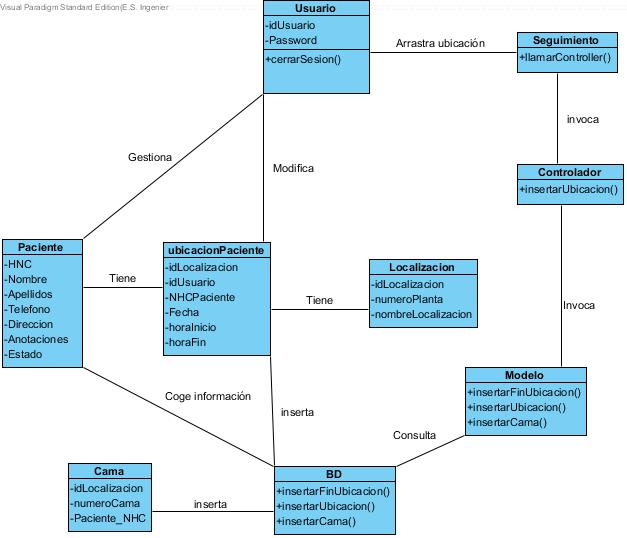 Visual Paradigm Standard Edition(E.S. Ingenier
Usuario
-idUsuario
-Password
+cerrarSesion()
Arrastra ubicación
Seguimiento
+llamarController()
invoca
Gestiona
Modifica
Controlador
+insertarUbicacion()
Paciente
-HNC
-Nombre
-Apellidos
-Telefono
-Direccion
-Anotaciones
-Estado
Tiene
ubicacionPaciente
-idLocalizacion
-idUsuario
-NHCPaciente
-Fecha
-horaInicio
-horaFin
Tiene
Localizacion
-idLocalizacion
-numeroPlanta
-nombreLocalizacion
Invoca
Modelo
+insertarFinUbicacion()
+insertarUbicacion()
+insertarCama()
Coge información
inserta
Consulta
Cama
-idLocalizacion
-numeroCama
-Paciente_NHC
inserta
BD
+insertarFinUbicacion()
+insertarUbicacion()
+insertarCama()